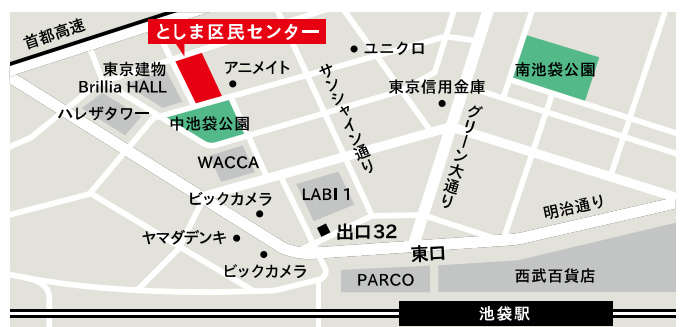 首都高速
としま区民センター
ユニクロ
東京建物
Brillia HALL
アニメイト
サンシャイン通り
東京信用金庫
南池袋公園
ハレザタワー
中池袋公園
グリーン大通り
WACCA
ビックカメラ
LABI 1
明治通り
ヤマダデンキ
出口32
東口
ビックカメラ
PARCO
西武百貨店
池袋駅